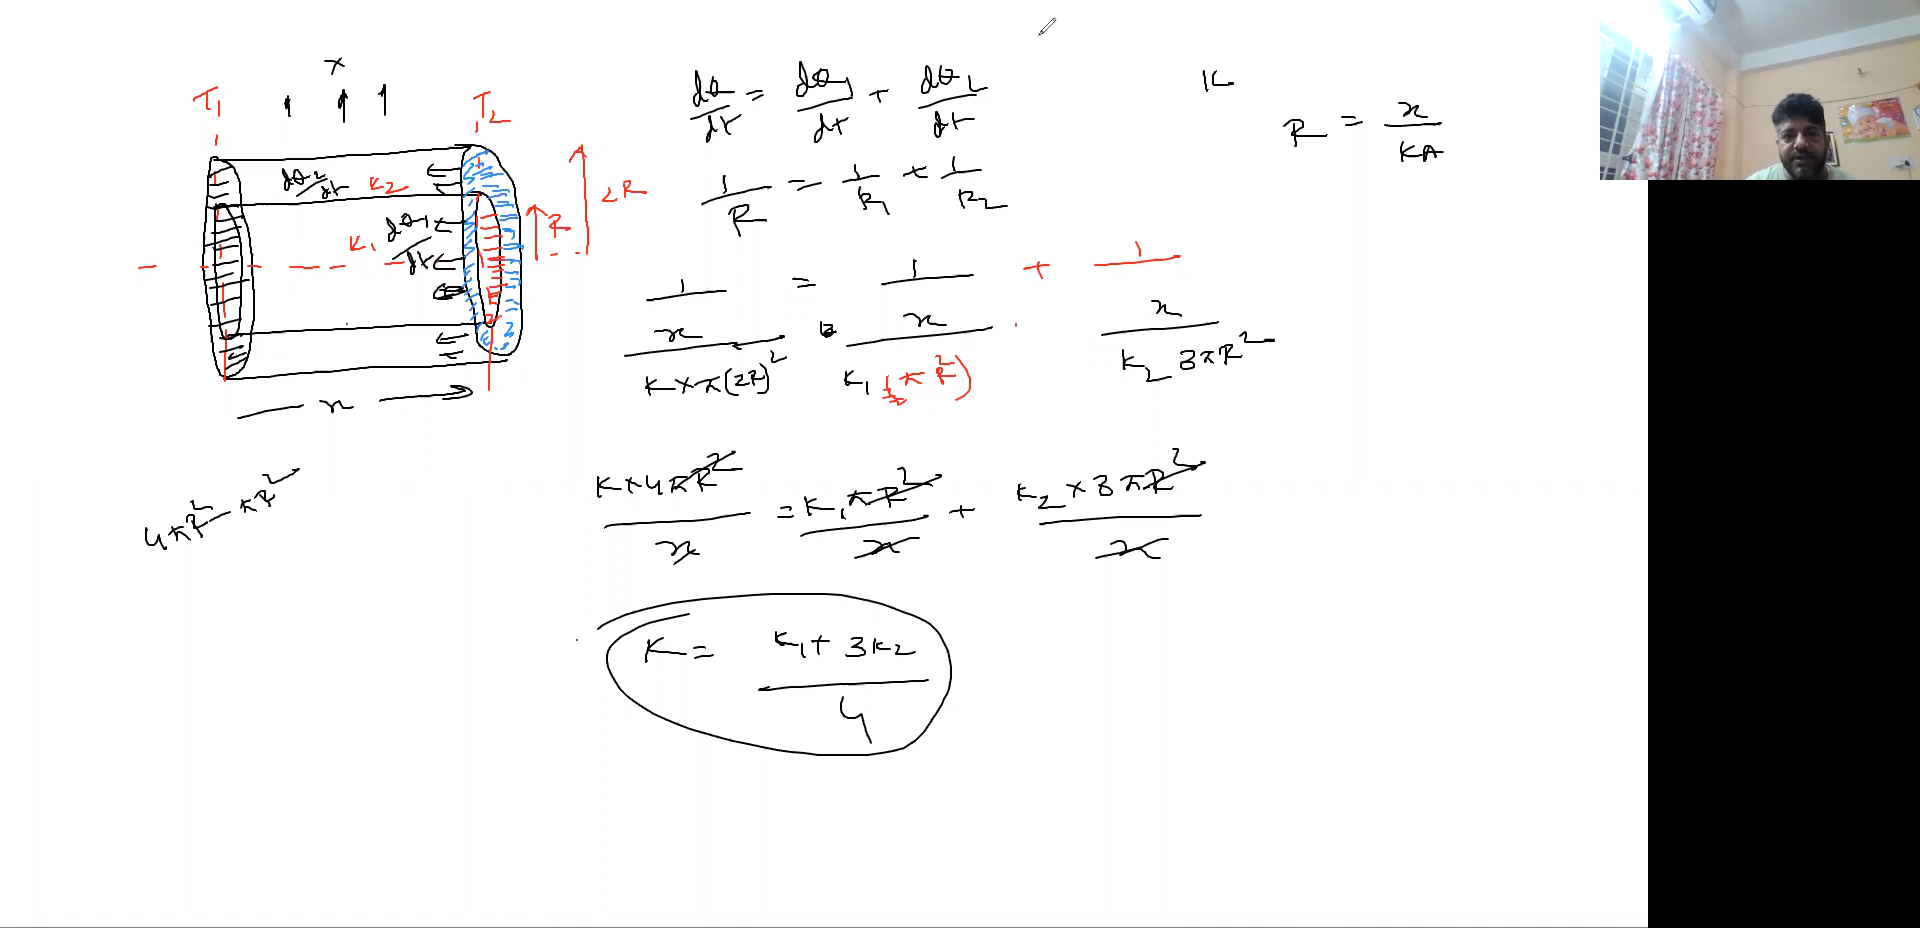 x
T₁ T₂
dθ₂/dt K₂
K₁ dθ₁/dt
R 2R
x
4πR² - πR²
dθ/dt = dθ₁/dt + dθ₂/dt
1/R = 1/R₁ + 1/R₂
1/(x/(K×π(2R)²)) = 1/(x/(K₁(πR²))) + 1/(x/(K₂ 3πR²))
K×4πR²/x = K₁πR²/x + K₂×3πR²/x
K = (K₁+3K₂)/4
K
R = x/KA